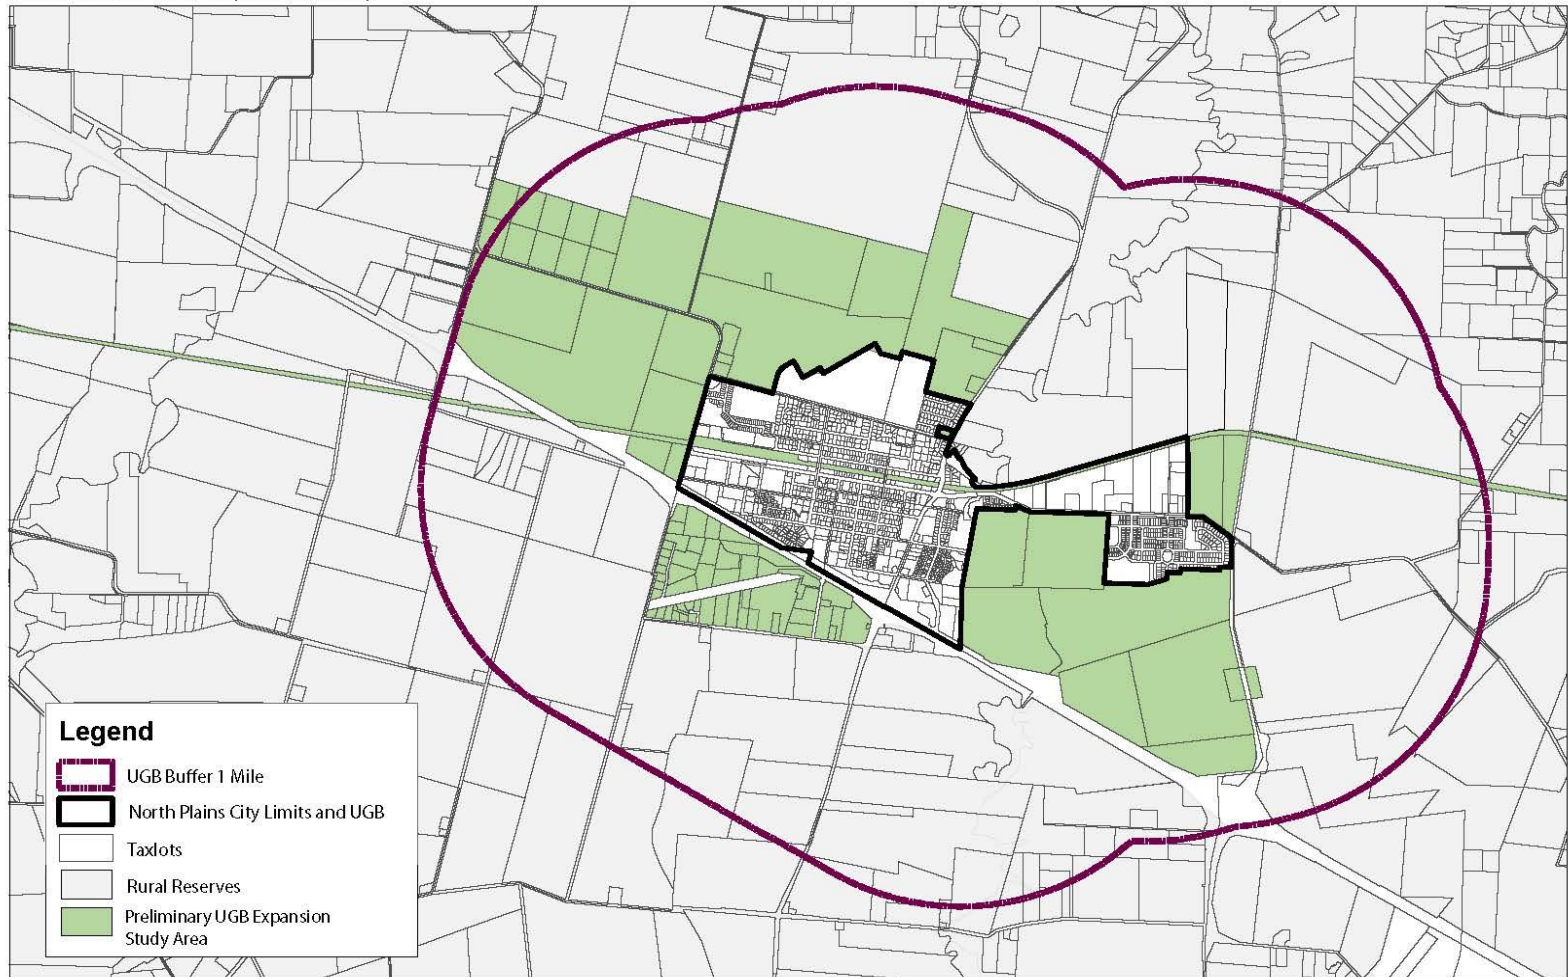 Legend
UGB Buffer 1 Mile
North Plains City Limits and UGB
Taxlots
Rural Reserves
Preliminary UGB Expansion
Study Area